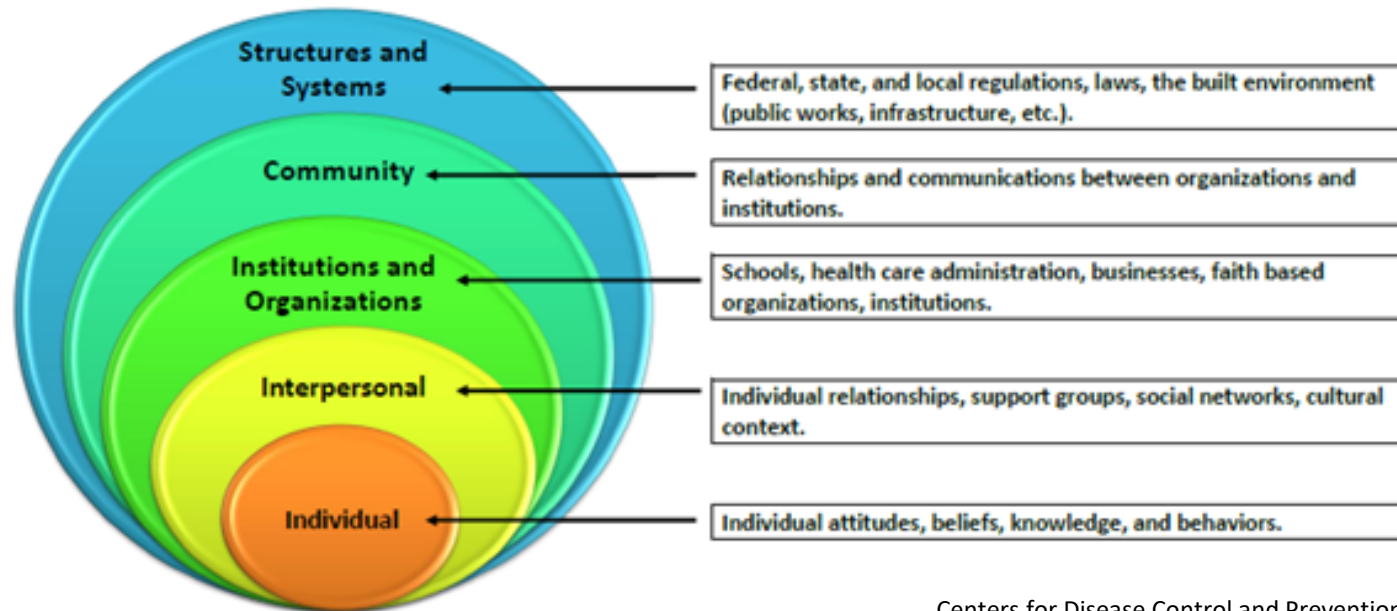 Structures and
Systems
Federal, state, and local regulations, laws, the built environment
(public works, infrastructure, etc.).
Community
Relationships and communications between organizations and
institutions.
Institutions and
Organizations
Schools, health care administration, businesses, faith based
organizations, institutions.
Interpersonal
Individual relationships, support groups, social networks, cultural
context.
Individual
Individual attitudes, beliefs, knowledge, and behaviors.
Centers for Disease Control and Prevention